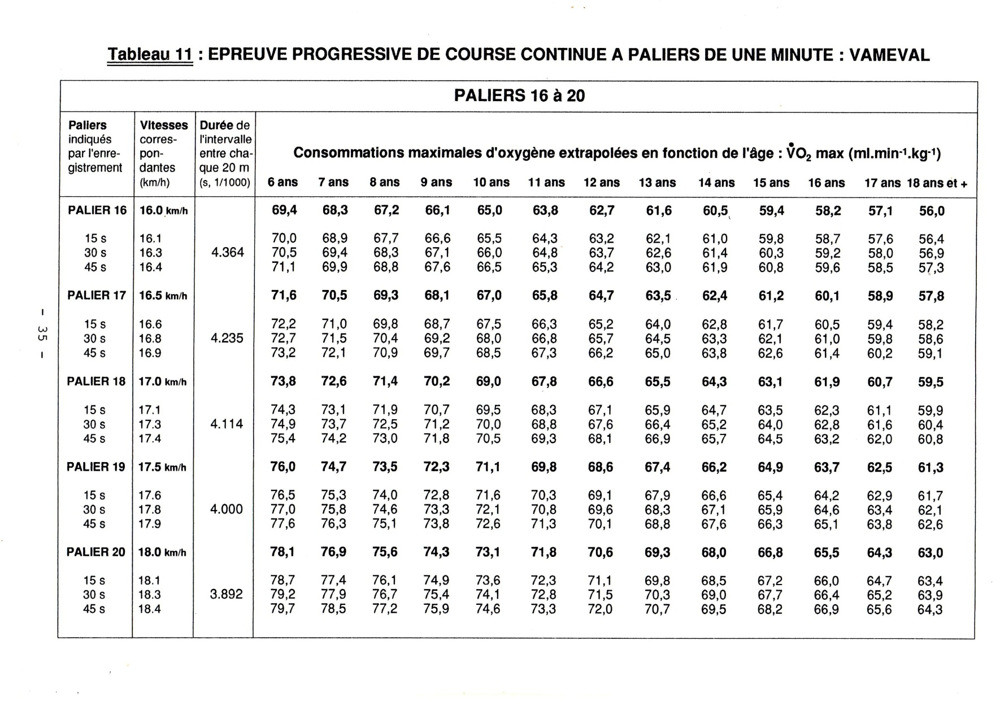 Tableau 11 : EPREUVE PROGRESSIVE DE COURSE CONTINUE A PALIERS DE UNE MINUTE : VAMEVAL
PALIERS 16 à 20
Paliers indiqués par l'enre-gistrement
Vitesses corres-pon-dantes (km/h)
Durée de l'intervalle entre cha-que 20 m (s, 1/1000)
Consommations maximales d'oxygène extrapolées en fonction de l'âge : V̇O₂ max (ml.min⁻¹.kg⁻¹)
6 ans 7 ans 8 ans 9 ans 10 ans 11 ans 12 ans 13 ans 14 ans 15 ans 16 ans 17 ans 18 ans et +
PALIER 16 16.0 km/h 69,4 68,3 67,2 66,1 65,0 63,8 62,7 61,6 60,5 59,4 58,2 57,1 56,0
15 s 16.1 70,0 68,9 67,7 66,6 65,5 64,3 63,2 62,1 61,0 59,8 58,7 57,6 56,4
30 s 16.3 4.364 70,5 69,4 68,3 67,1 66,0 64,8 63,7 62,6 61,4 60,3 59,2 58,0 56,9
45 s 16.4 71,1 69,9 68,8 67,6 66,5 65,3 64,2 63,0 61,9 60,8 59,6 58,5 57,3
PALIER 17 16.5 km/h 71,6 70,5 69,3 68,1 67,0 65,8 64,7 63,5 62,4 61,2 60,1 58,9 57,8
15 s 16.6 72,2 71,0 69,8 68,7 67,5 66,3 65,2 64,0 62,8 61,7 60,5 59,4 58,2
30 s 16.8 4.235 72,7 71,5 70,4 69,2 68,0 66,8 65,7 64,5 63,3 62,1 61,0 59,8 58,6
45 s 16.9 73,2 72,1 70,9 69,7 68,5 67,3 66,2 65,0 63,8 62,6 61,4 60,2 59,1
PALIER 18 17.0 km/h 73,8 72,6 71,4 70,2 69,0 67,8 66,6 65,5 64,3 63,1 61,9 60,7 59,5
15 s 17.1 74,3 73,1 71,9 70,7 69,5 68,3 67,1 65,9 64,7 63,5 62,3 61,1 59,9
30 s 17.3 4.114 74,9 73,7 72,5 71,2 70,0 68,8 67,6 66,4 65,2 64,0 62,8 61,6 60,4
45 s 17.4 75,4 74,2 73,0 71,8 70,5 69,3 68,1 66,9 65,7 64,5 63,2 62,0 60,8
PALIER 19 17.5 km/h 76,0 74,7 73,5 72,3 71,1 69,8 68,6 67,4 66,2 64,9 63,7 62,5 61,3
15 s 17.6 76,5 75,3 74,0 72,8 71,6 70,3 69,1 67,9 66,6 65,4 64,2 62,9 61,7
30 s 17.8 4.000 77,0 75,8 74,6 73,3 72,1 70,8 69,6 68,3 67,1 65,9 64,6 63,4 62,1
45 s 17.9 77,6 76,3 75,1 73,8 72,6 71,3 70,1 68,8 67,6 66,3 65,1 63,8 62,6
PALIER 20 18.0 km/h 78,1 76,9 75,6 74,3 73,1 71,8 70,6 69,3 68,0 66,8 65,5 64,3 63,0
15 s 18.1 78,7 77,4 76,1 74,9 73,6 72,3 71,1 69,8 68,5 67,2 66,0 64,7 63,4
30 s 18.3 3.892 79,2 77,9 76,7 75,4 74,1 72,8 71,5 70,3 69,0 67,7 66,4 65,2 63,9
45 s 18.4 79,7 78,5 77,2 75,9 74,6 73,3 72,0 70,7 69,5 68,2 66,9 65,6 64,3
- 35 -